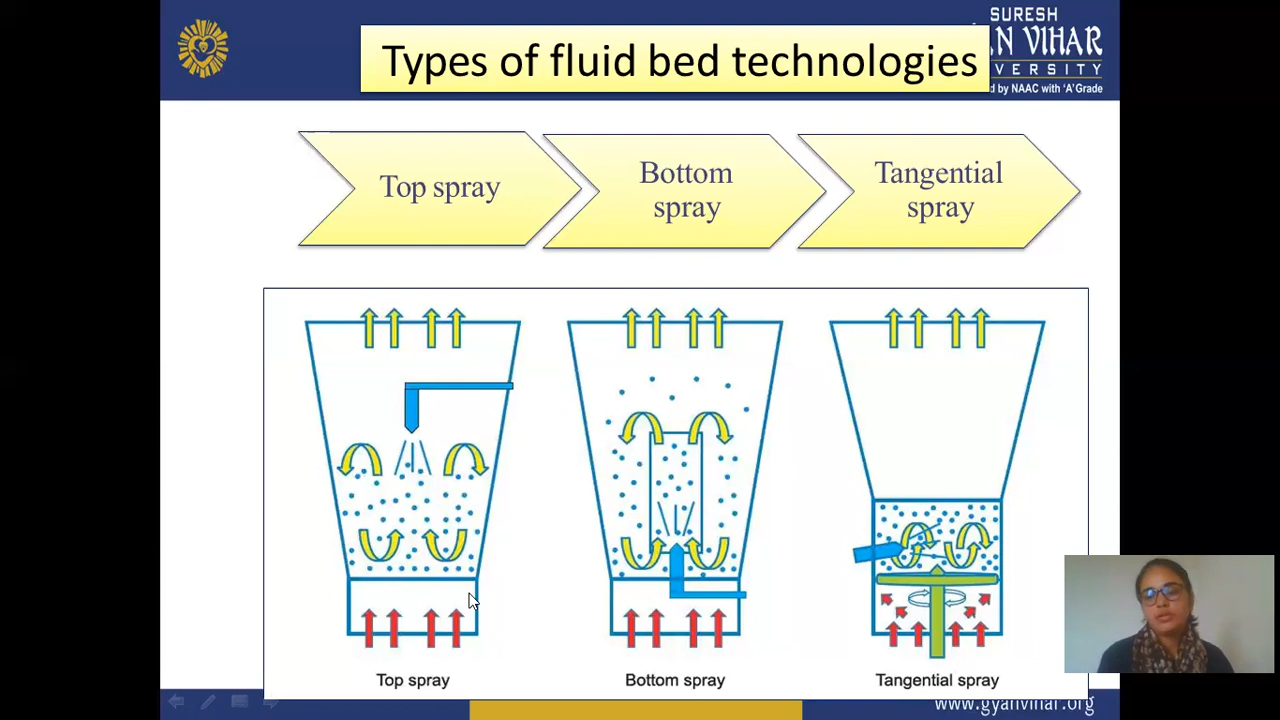 Types of fluid bed technologies
SURESH
N VIHAR
VERSITY
d by NAAC with 'A' Grade
Top spray
Bottom
spray
Tangential
spray
Top spray
Bottom spray
Tangential spray
www.gyanvihar.org